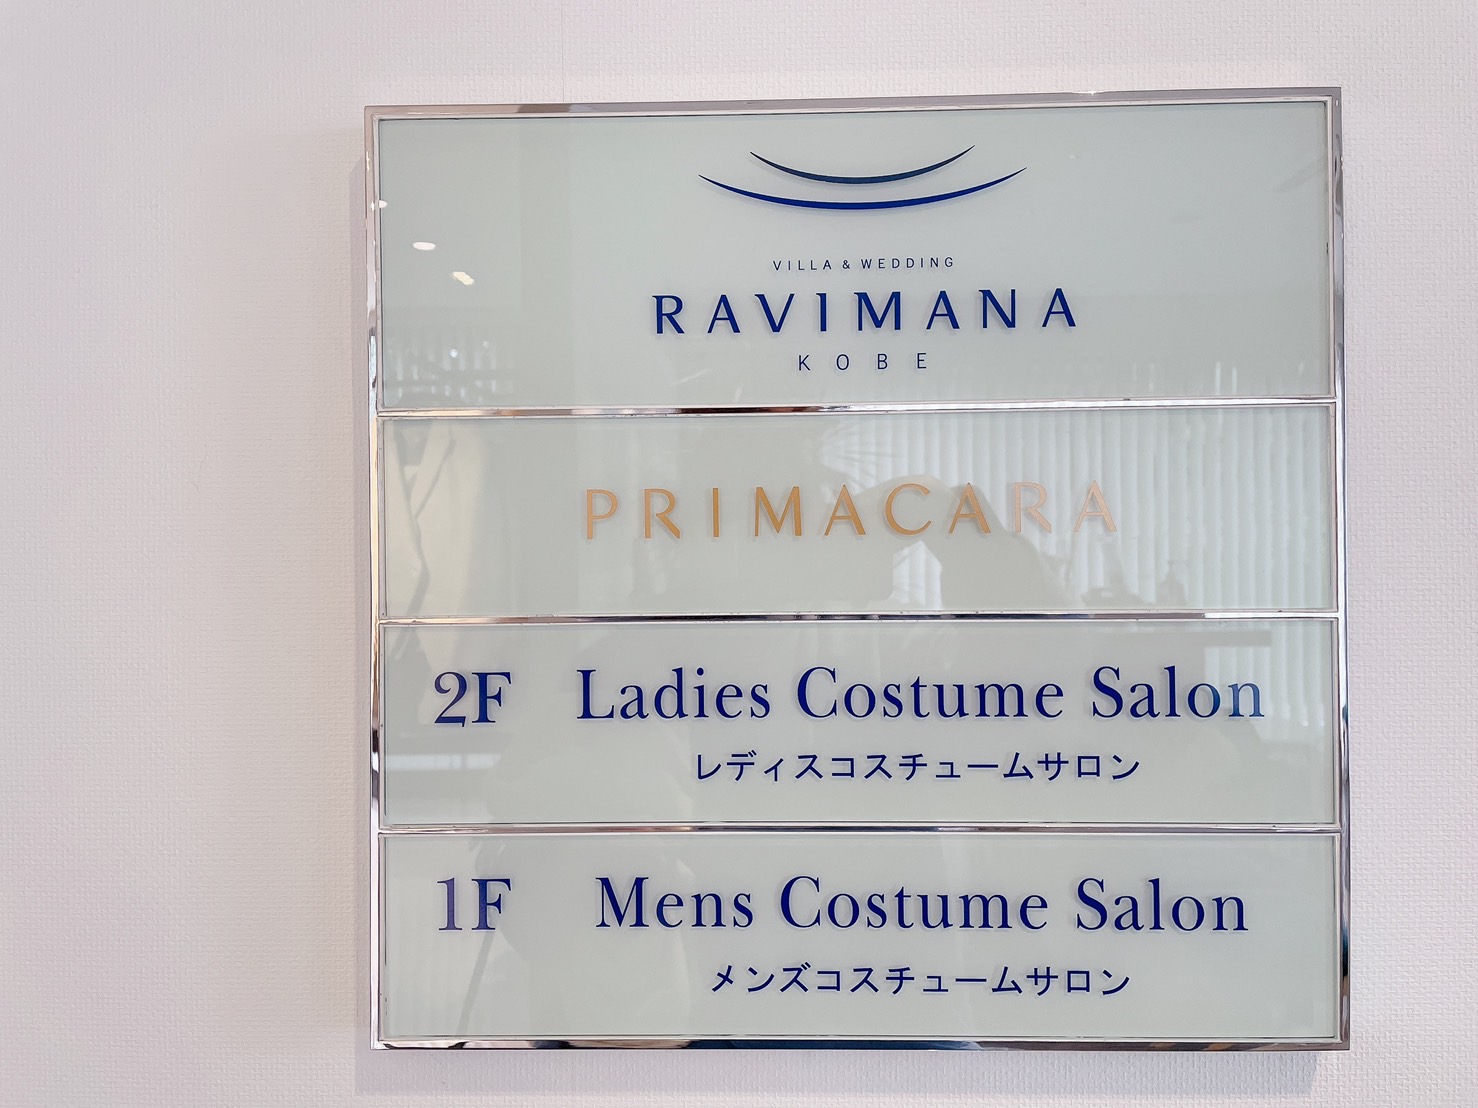 VILLA & WEDDING
RAVIMANA
KOBE
PRIMACARA
2F Ladies Costume Salon
レディスコスチュームサロン
1F Mens Costume Salon
メンズコスチュームサロン